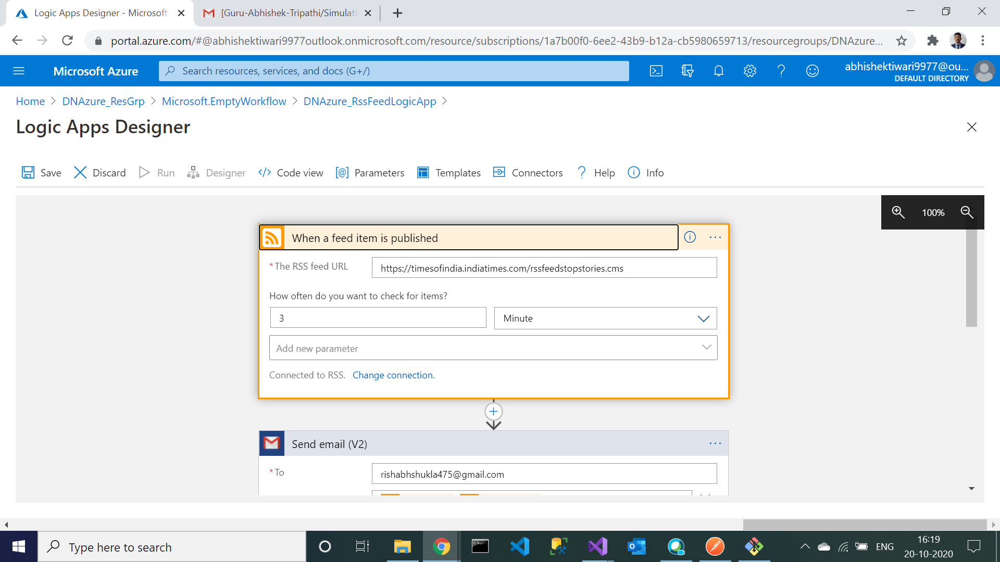 Logic Apps Designer - Microsoft
[Guru-Abhishek-Tripathi/Simulati
portal.azure.com/#@abhishektiwari9977outlook.onmicrosoft.com/resource/subscriptions/1a7b00f0-6ee2-43b9-b12a-cb5980659713/resourcegroups/DNAzure...
Microsoft Azure
Search resources, services, and docs (G+/)
abhishektiwari9977@ou...
DEFAULT DIRECTORY
Home > DNAzure_ResGrp > Microsoft.EmptyWorkflow > DNAzure_RssFeedLogicApp >
Logic Apps Designer
Save Discard Run Designer Code view Parameters Templates Connectors Help Info
100%
When a feed item is published
* The RSS feed URL
https://timesofindia.indiatimes.com/rssfeedstopstories.cms
How often do you want to check for items?
3
Minute
Add new parameter
Connected to RSS. Change connection.
Send email (V2)
* To
rishabhshukla475@gmail.com
Type here to search
ENG
16:19
20-10-2020